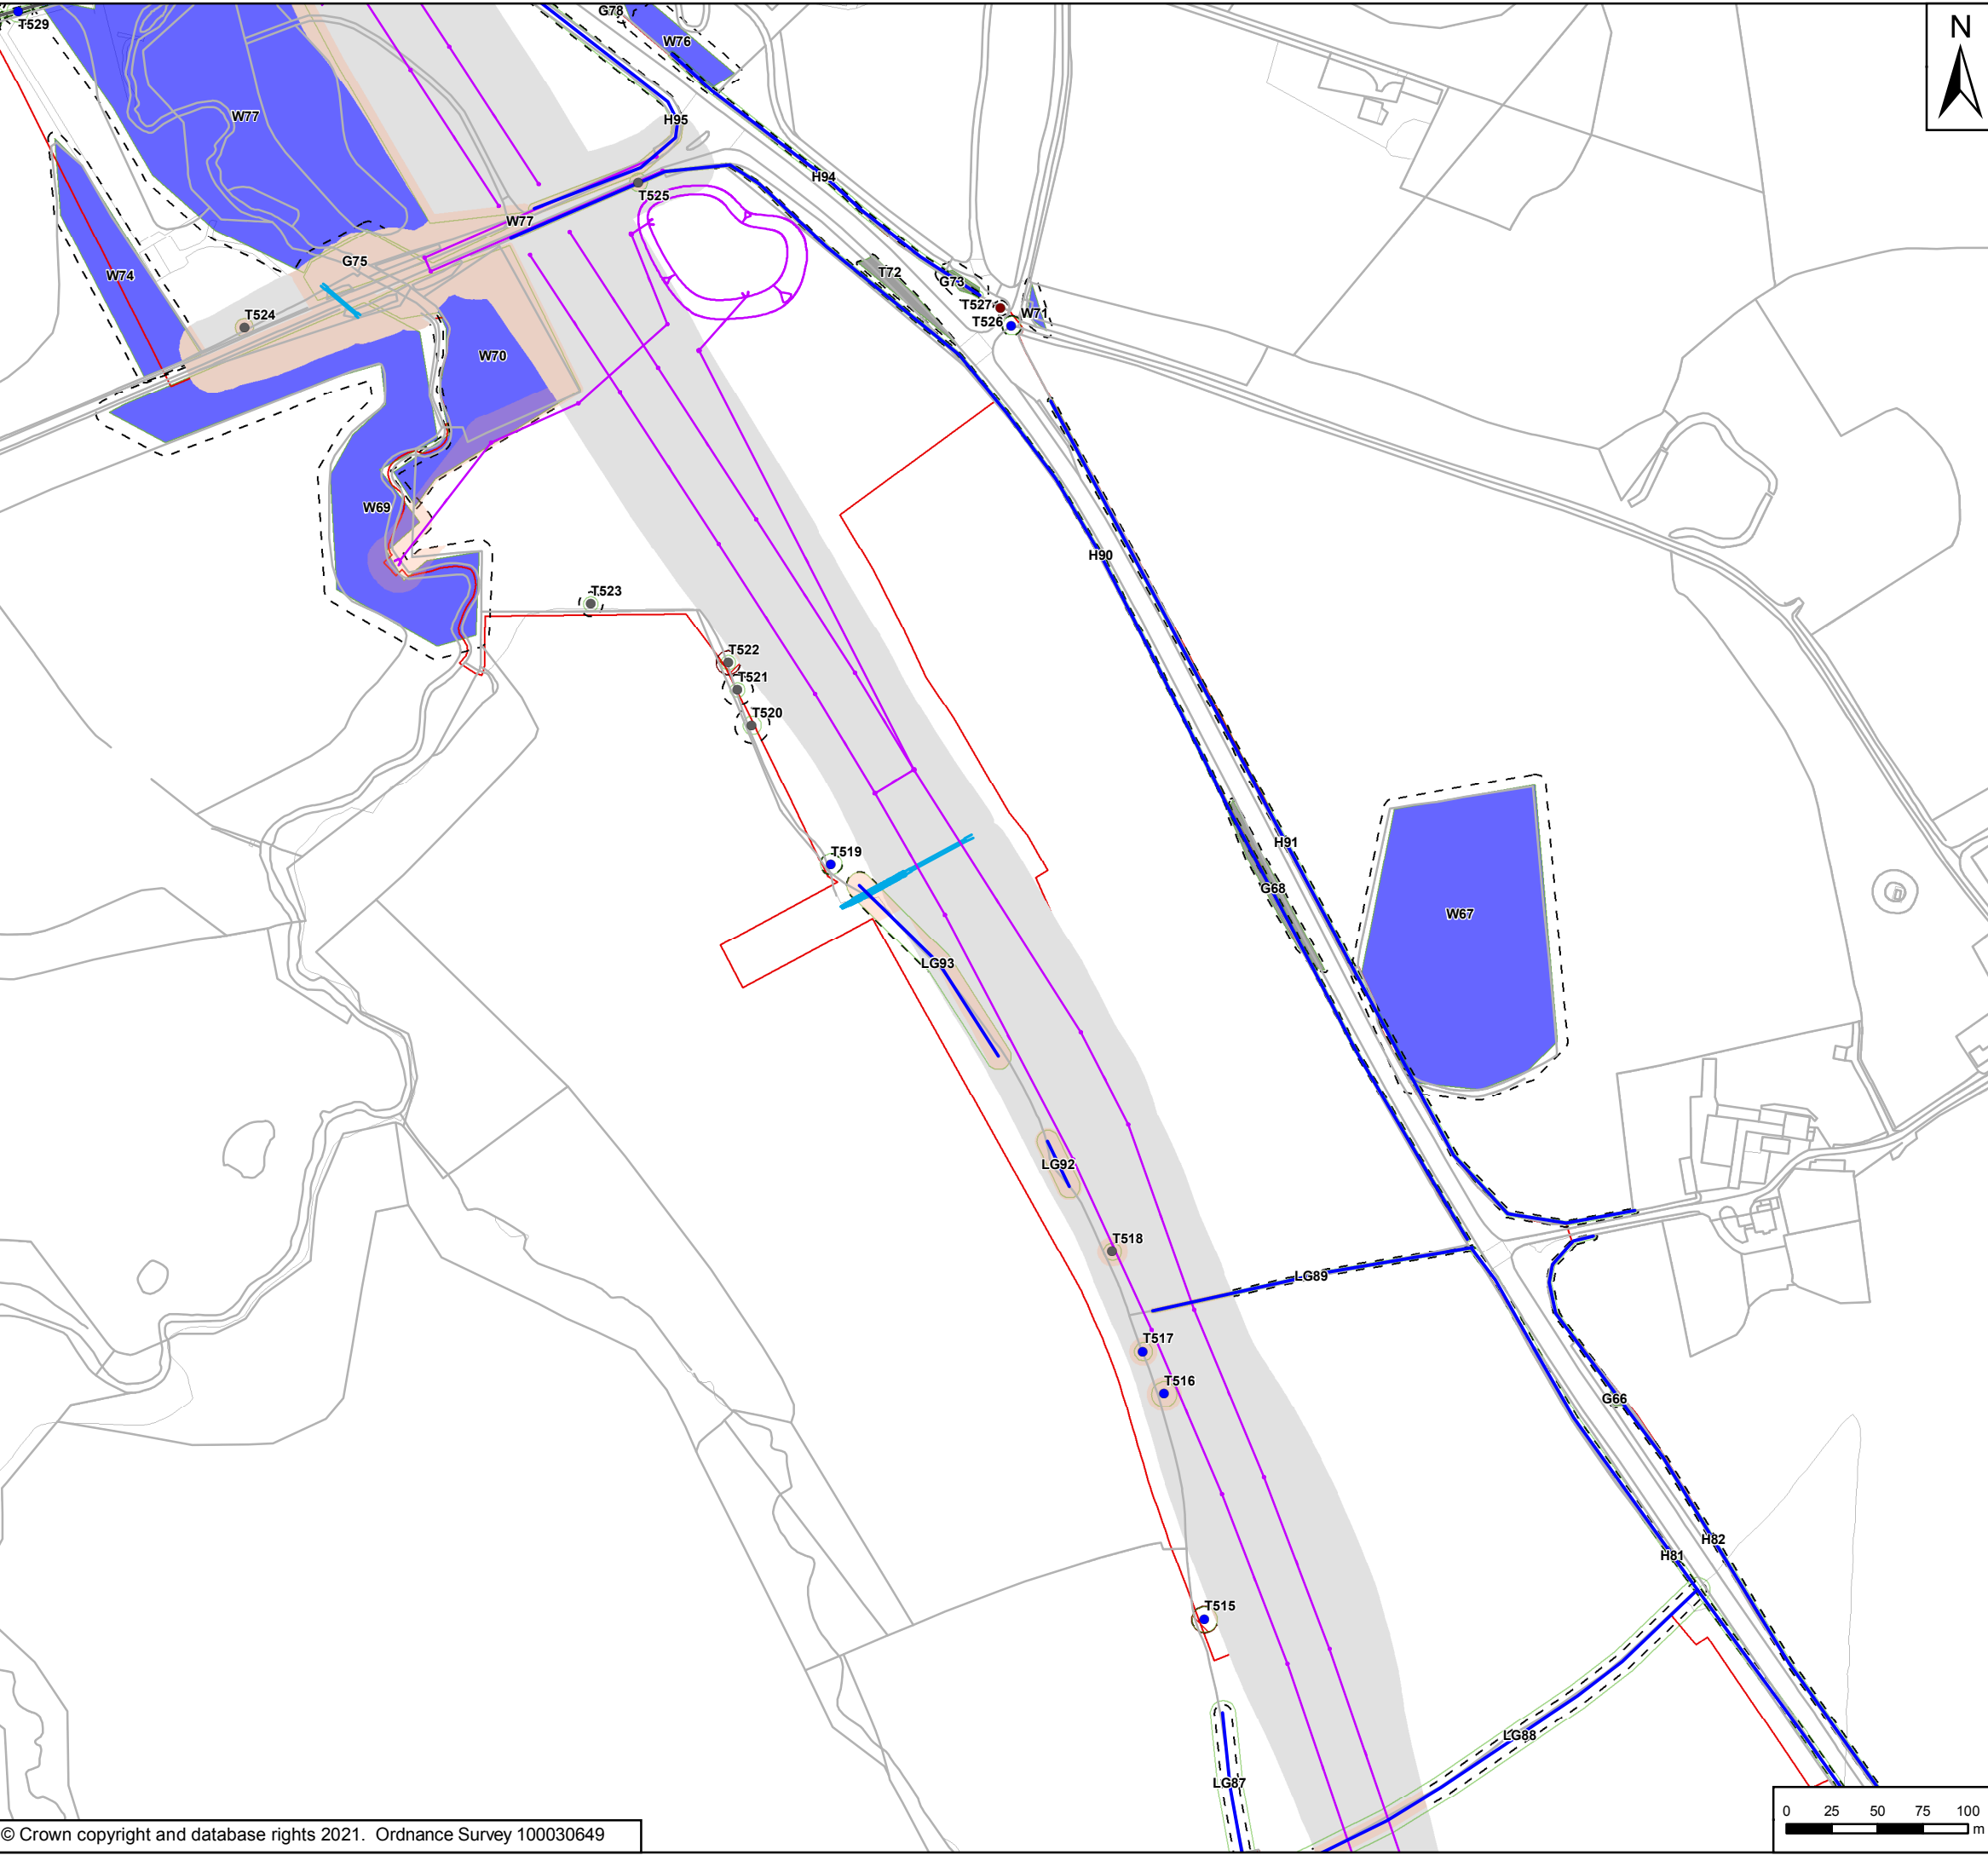 T529
G78
W76
N
W77
H95
H94
T525
W77
G75
W74
T72
G73
T527
W71
T526
T524
W70
W69
H90
T523
T522
T521
T520
H91
T519
G68
W67
LG93
LG92
T518
LG89
T517
T516
G66
H82
H81
T515
LG88
LG87
0 25 50 75 100
m
© Crown copyright and database rights 2021. Ordnance Survey 100030649